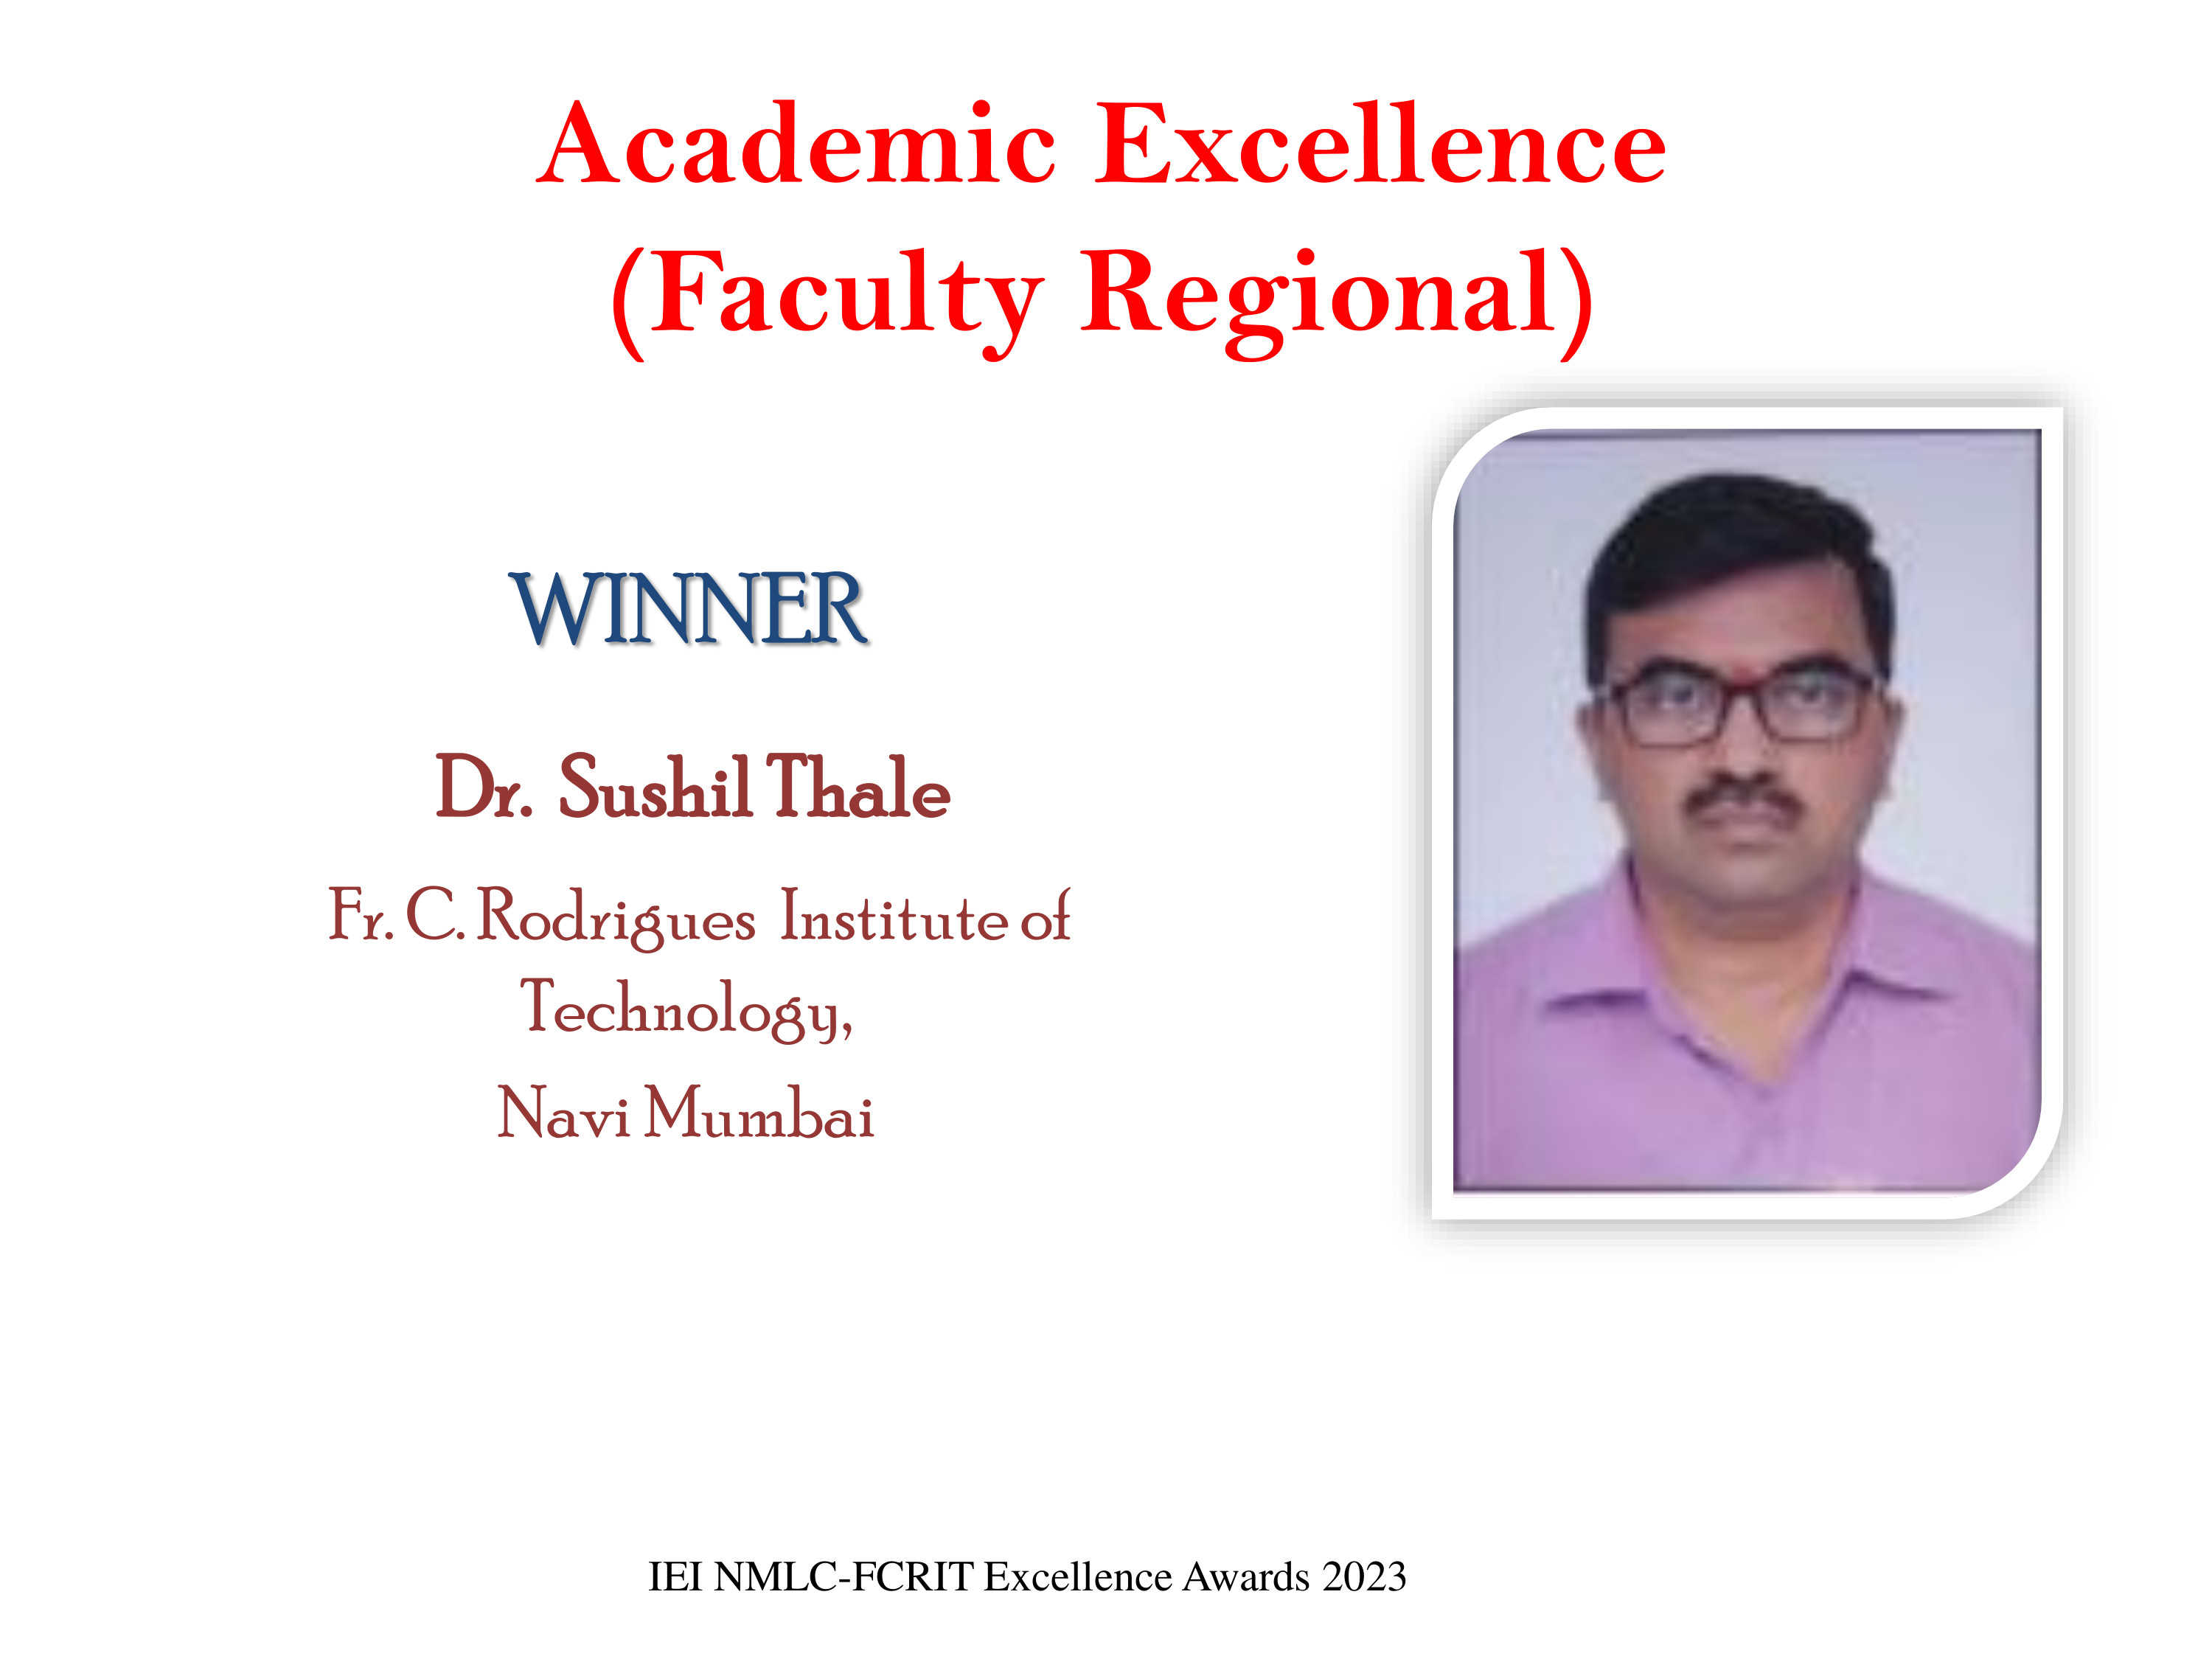 Academic Excellence
(Faculty Regional)
WINNER
Dr. Sushil Thale
Fr. C. Rodrigues Institute of
Technology,
Navi Mumbai
IEI NMLC-FCRIT Excellence Awards 2023